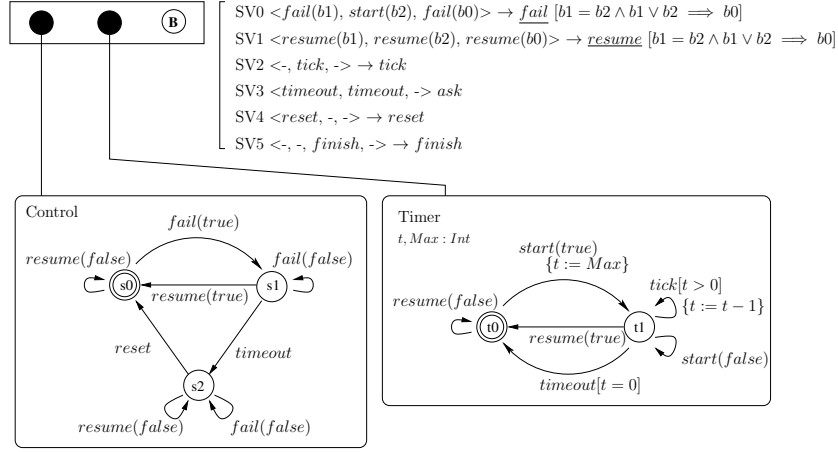 B
SV0 <fail(b1), start(b2), fail(b0)> → fail [b1 = b2 ∧ b1 ∨ b2 ⟹ b0]
SV1 <resume(b1), resume(b2), resume(b0)> → resume [b1 = b2 ∧ b1 ∨ b2 ⟹ b0]
SV2 <-, tick, -> → tick
SV3 <timeout, timeout, -> ask
SV4 <reset, -, -> → reset
SV5 <-, -, finish, -> → finish
Control
fail(true)
resume(false)
fail(false)
s0
s1
resume(true)
reset
timeout
s2
resume(false)
fail(false)
Timer
t, Max : Int
start(true)
{t := Max}
tick[t > 0]
{t := t − 1}
resume(false)
t0
t1
resume(true)
start(false)
timeout[t = 0]